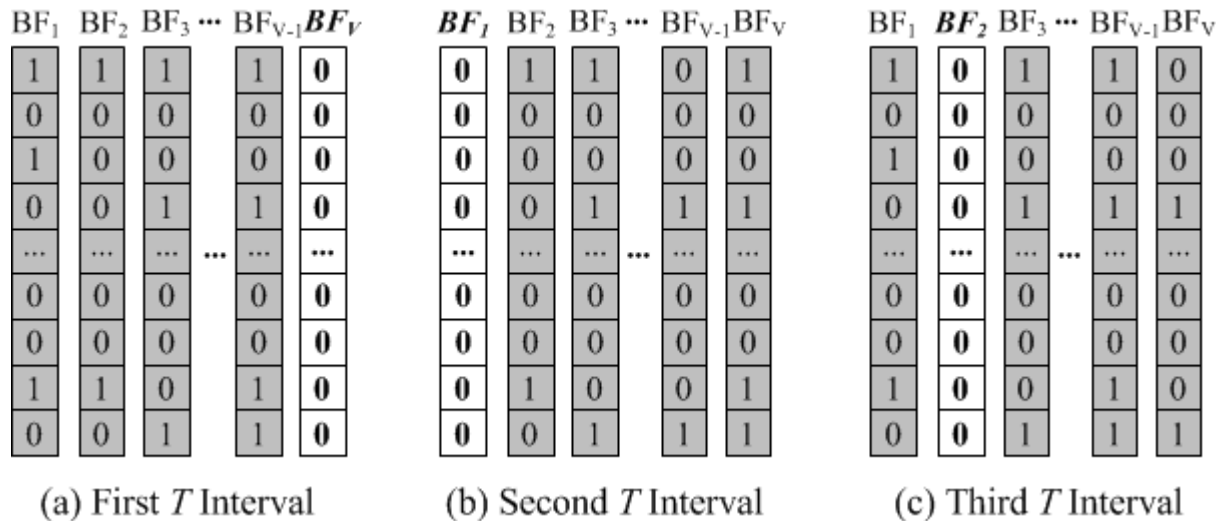 BF1 BF2 BF3 ... BFV-1 BFV BF1 BF2 BF3 ... BFV-1 BFV BF1 BF2 BF3 ... BFV-1 BFV
1 1 1 1 0 0 1 1 0 1 1 0 1 1 0
0 0 0 0 0 0 0 0 0 0 0 0 0 0 0
1 0 0 0 0 0 0 0 0 0 1 0 0 0 0
0 0 1 1 0 0 0 1 1 1 0 0 1 1 1
... ... ... ... ... ... ... ... ... ... ... ... ... ... ... ... ... ...
0 0 0 0 0 0 0 0 0 0 0 0 0 0 0
0 0 0 0 0 0 0 0 0 0 0 0 0 0 0
1 1 0 1 0 0 1 0 0 1 1 0 0 1 0
0 0 1 1 0 0 0 1 1 1 0 0 1 1 1
(a) First T Interval (b) Second T Interval (c) Third T Interval